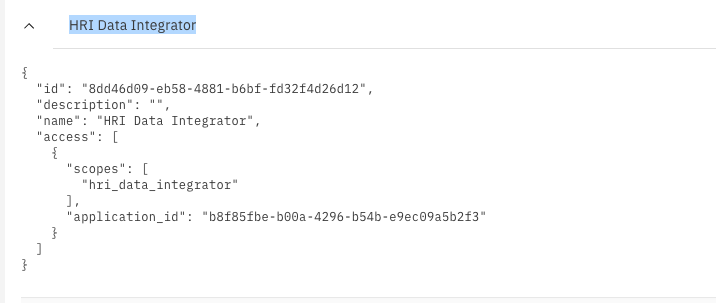 HRI Data Integrator
{
"id": "8dd46d09-eb58-4881-b6bf-fd32f4d26d12",
"description": "",
"name": "HRI Data Integrator",
"access": [
{
"scopes": [
"hri_data_integrator"
],
"application_id": "b8f85fbe-b00a-4296-b54b-e9ec09a5b2f3"
}
]
}